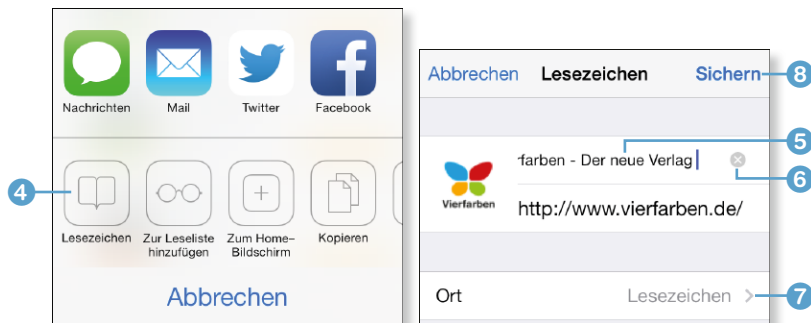 Nachrichten
Mail
Twitter
Facebook
4
Lesezeichen
Zur Leseliste
hinzufügen
Zum Home-
Bildschirm
Kopieren
Abbrechen
Abbrechen Lesezeichen Sichern 8
5
rfarben - Der neue Verlag
6
Vierfarben
http://www.vierfarben.de/
Ort Lesezeichen 7